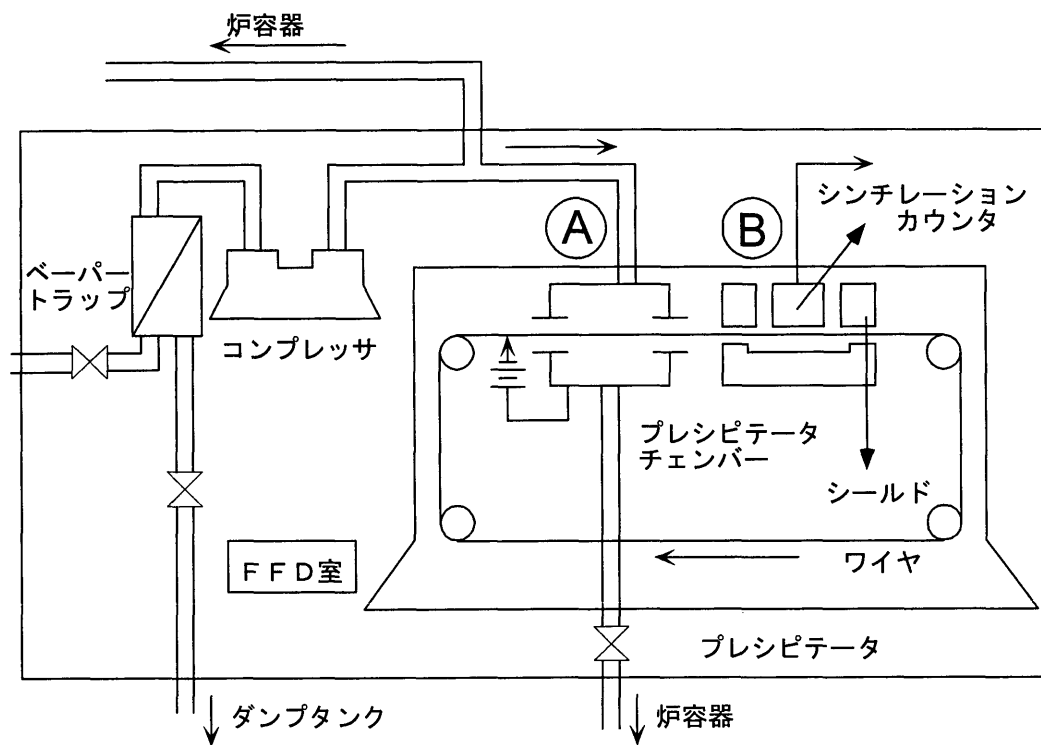 炉容器
A
B
シンチレーション
カウンタ
ベーパー
トラップ
コンプレッサ
プレシピテータ
チェンバー
シールド
FFD室
ワイヤ
プレシピテータ
ダンプタンク
炉容器